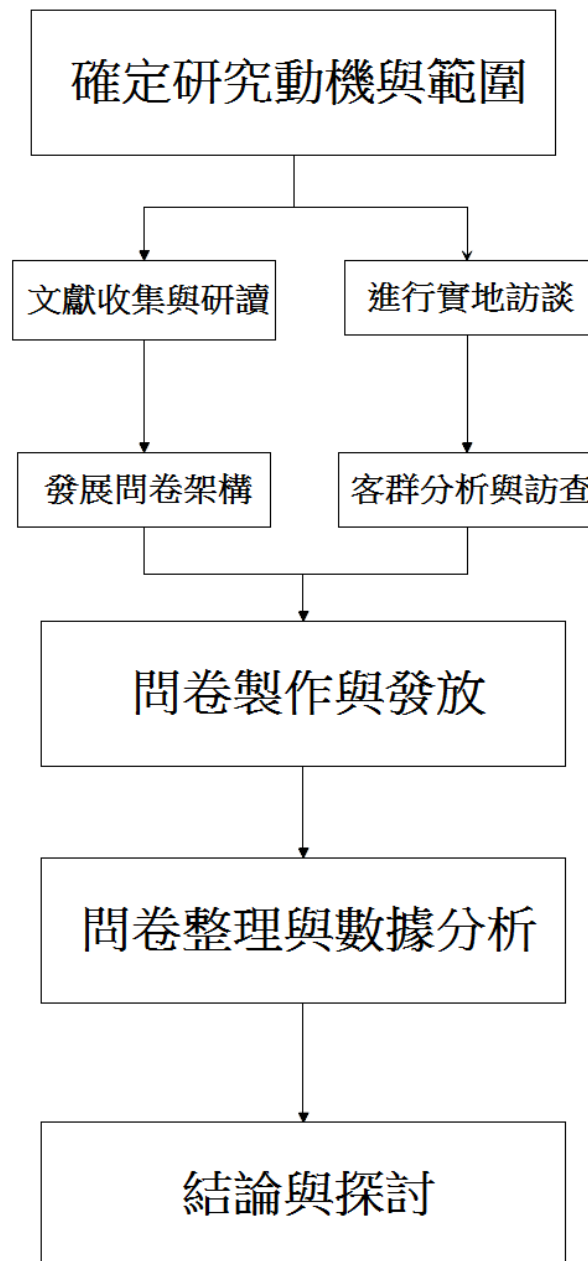 確定研究動機與範圍
文獻收集與研讀
進行實地訪談
發展問卷架構
客群分析與訪查
問卷製作與發放
問卷整理與數據分析
結論與探討